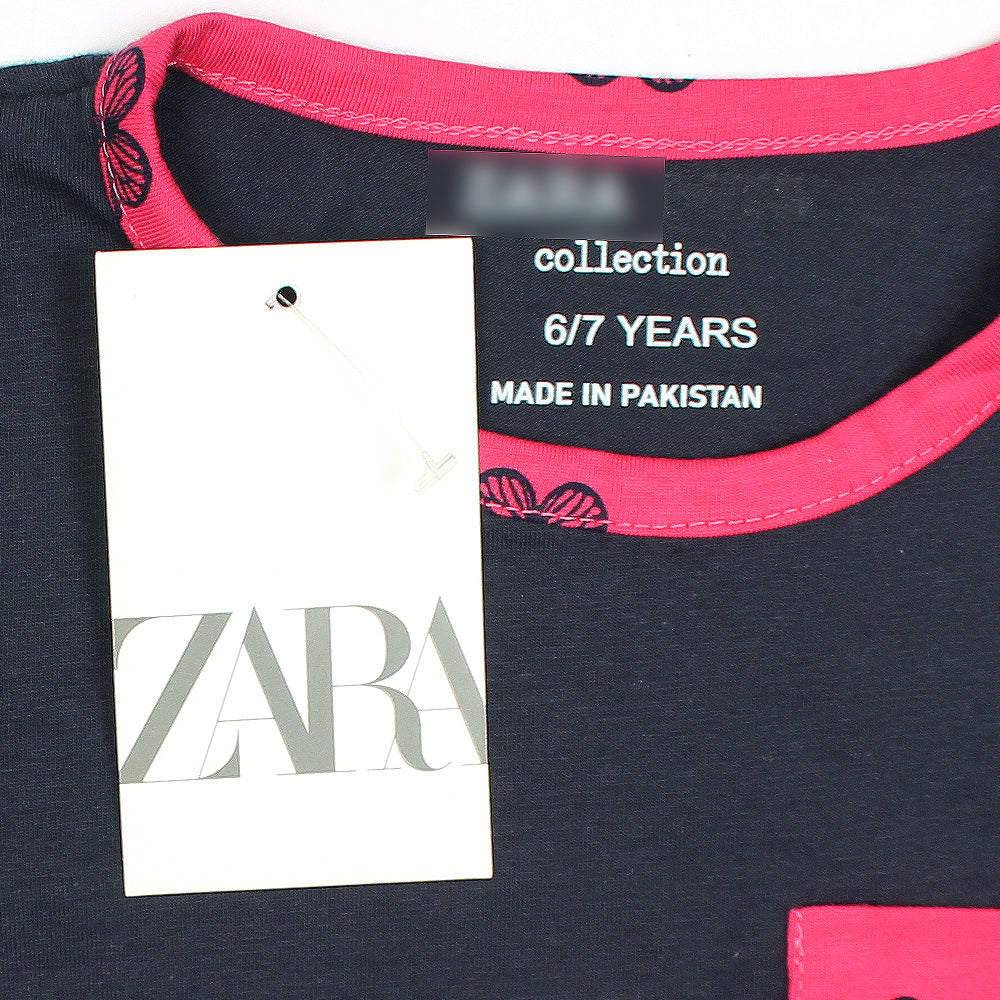 collection
6/7 YEARS
MADE IN PAKISTAN
ZARA